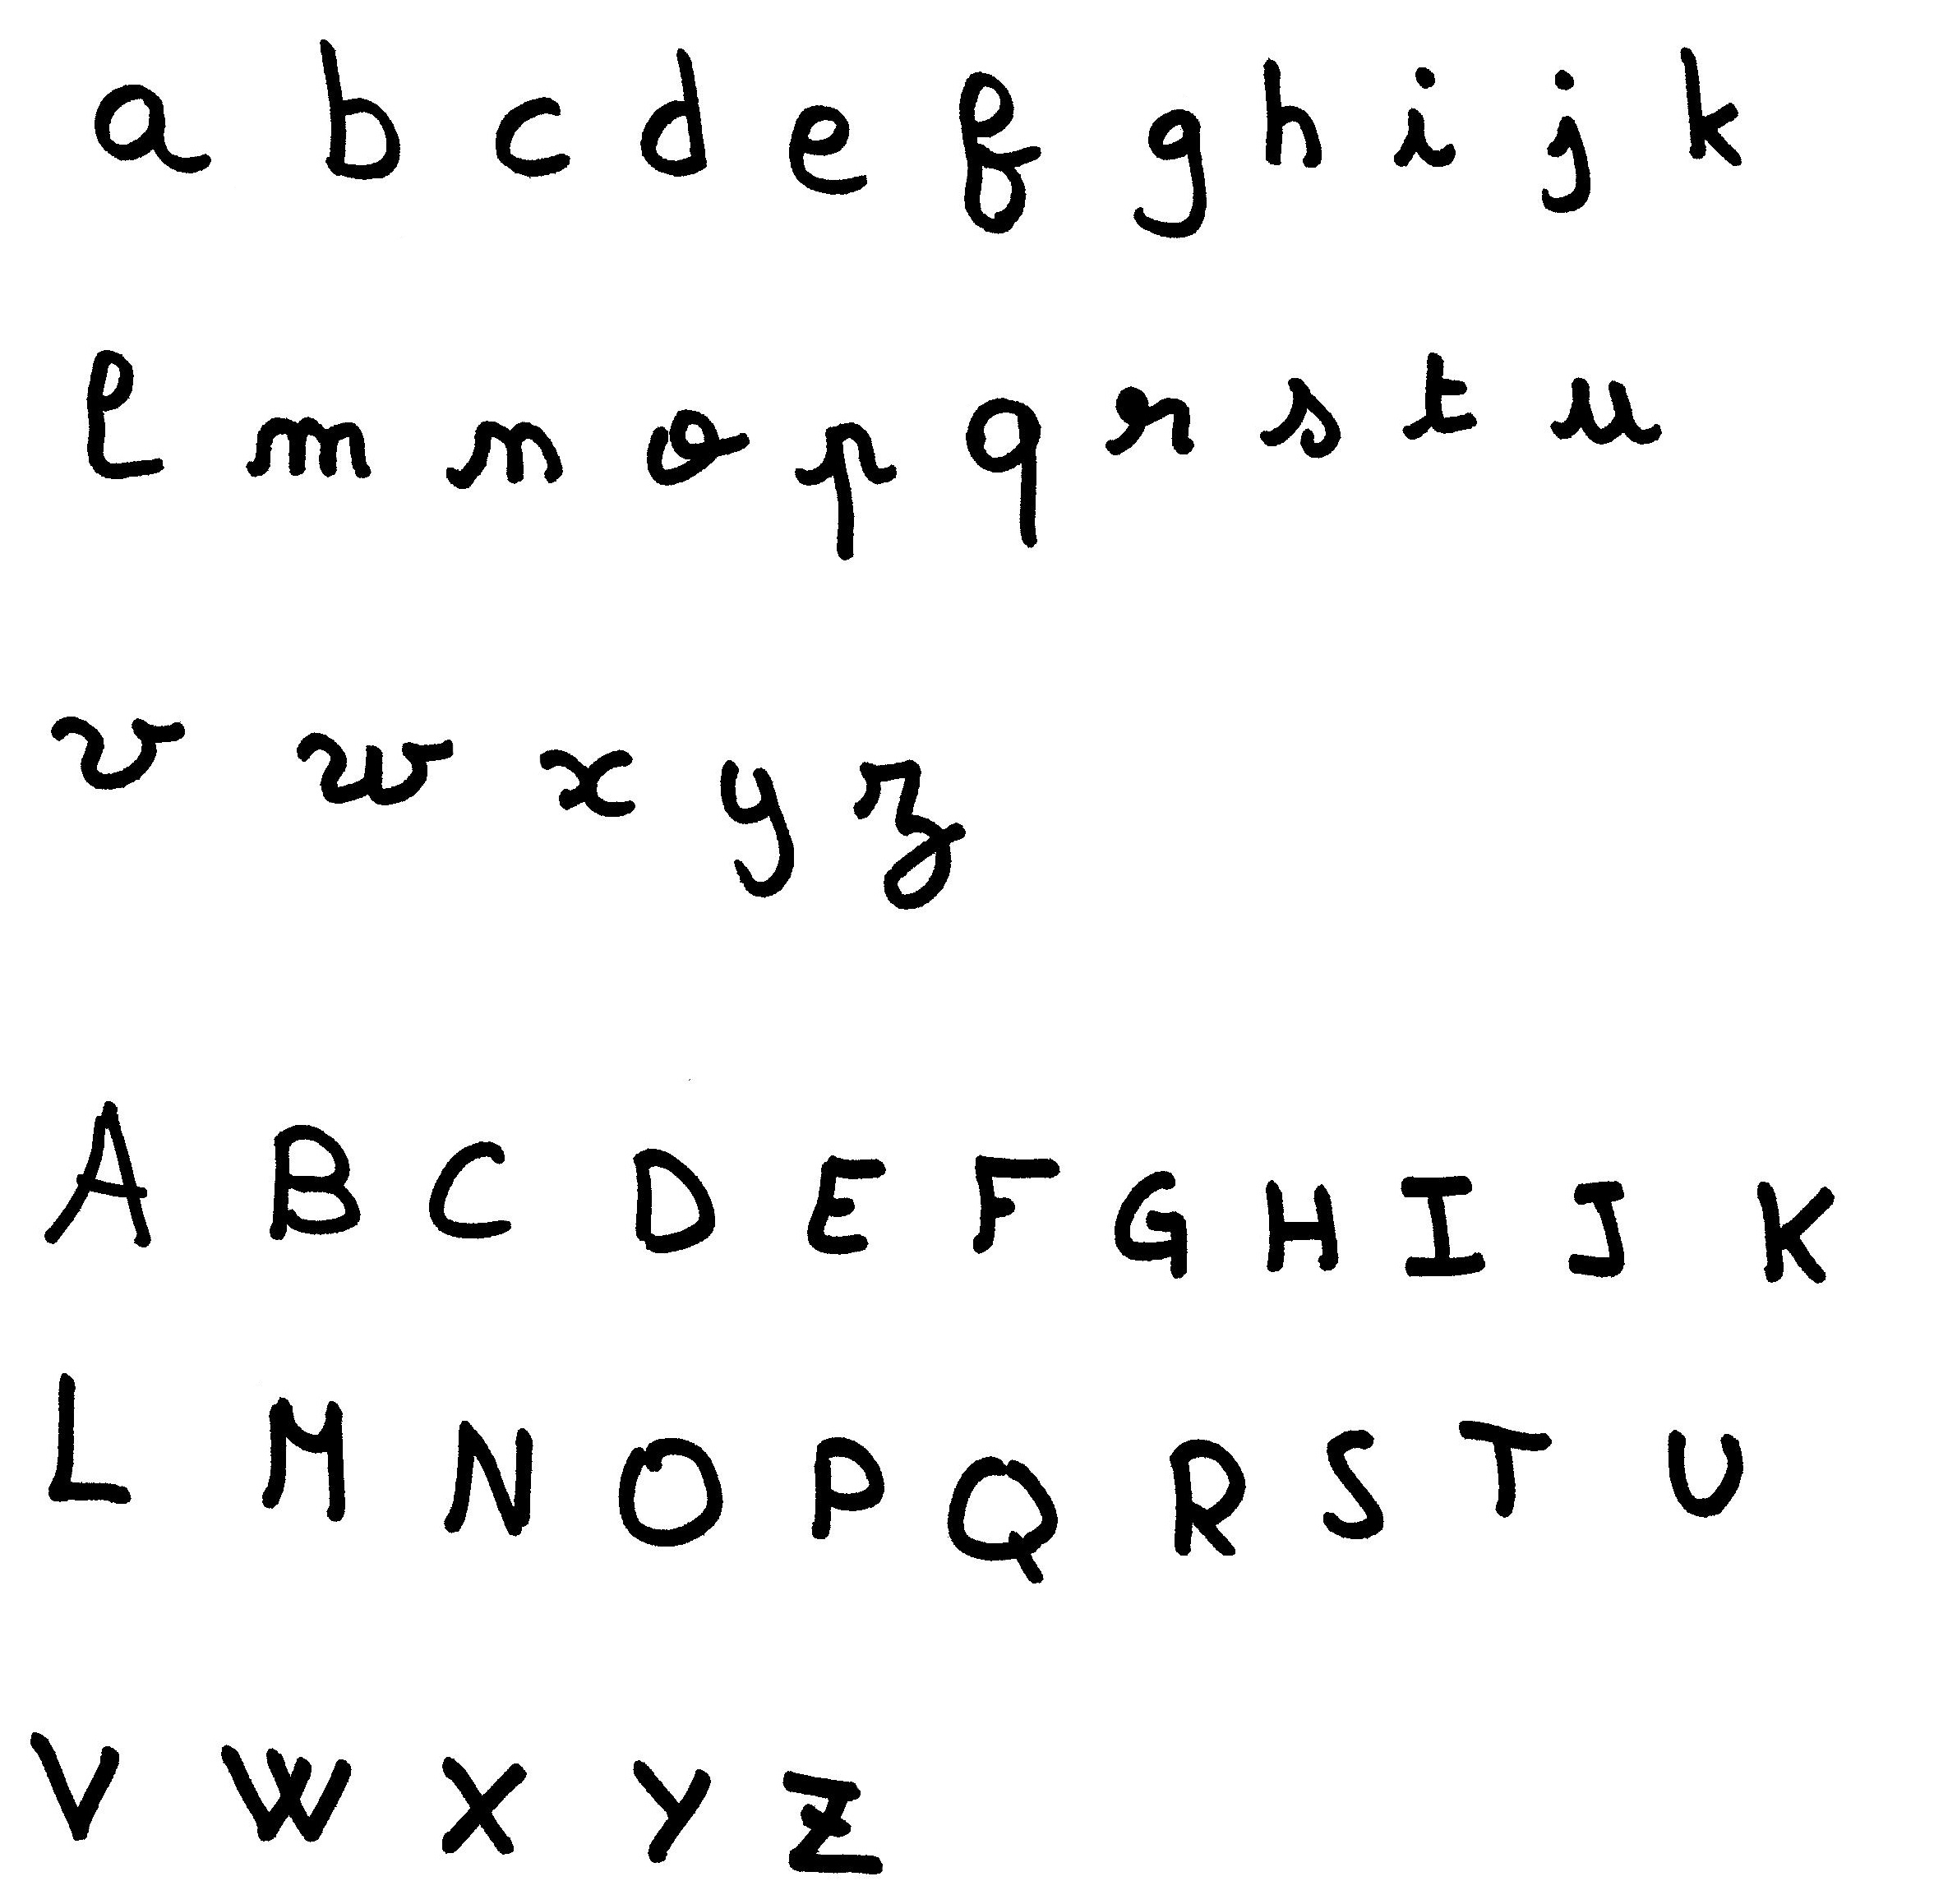 a b c d e f g h i j k
l m n o p q r s t u
v w x y z
A B C D E F G H I J K
L M N O P Q R S T U
V W X Y Z